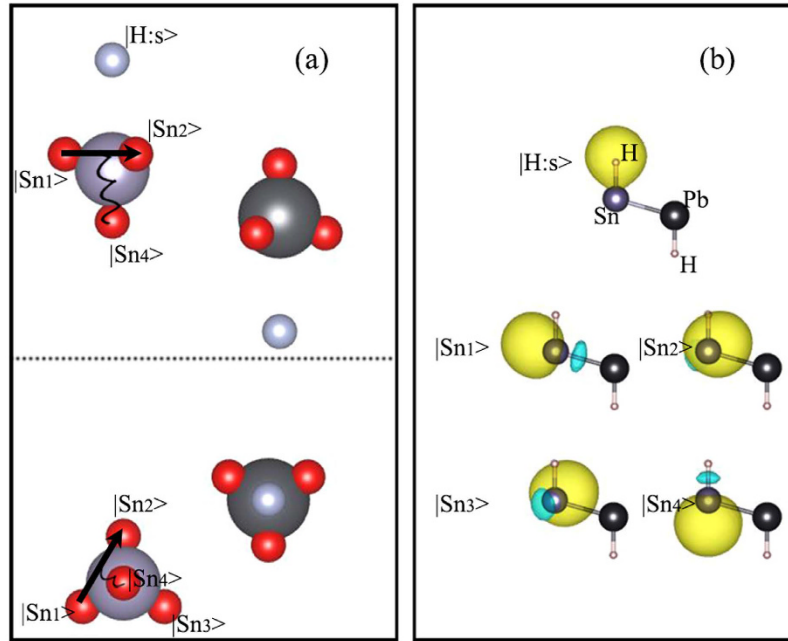 (a)
|H:s>
|Sn2>
|Sn1>
|Sn4>
|Sn2>
|Sn4>
|Sn1>
|Sn3>
(b)
|H:s>
H
Sn
Pb
H
|Sn1>
|Sn2>
|Sn3>
|Sn4>